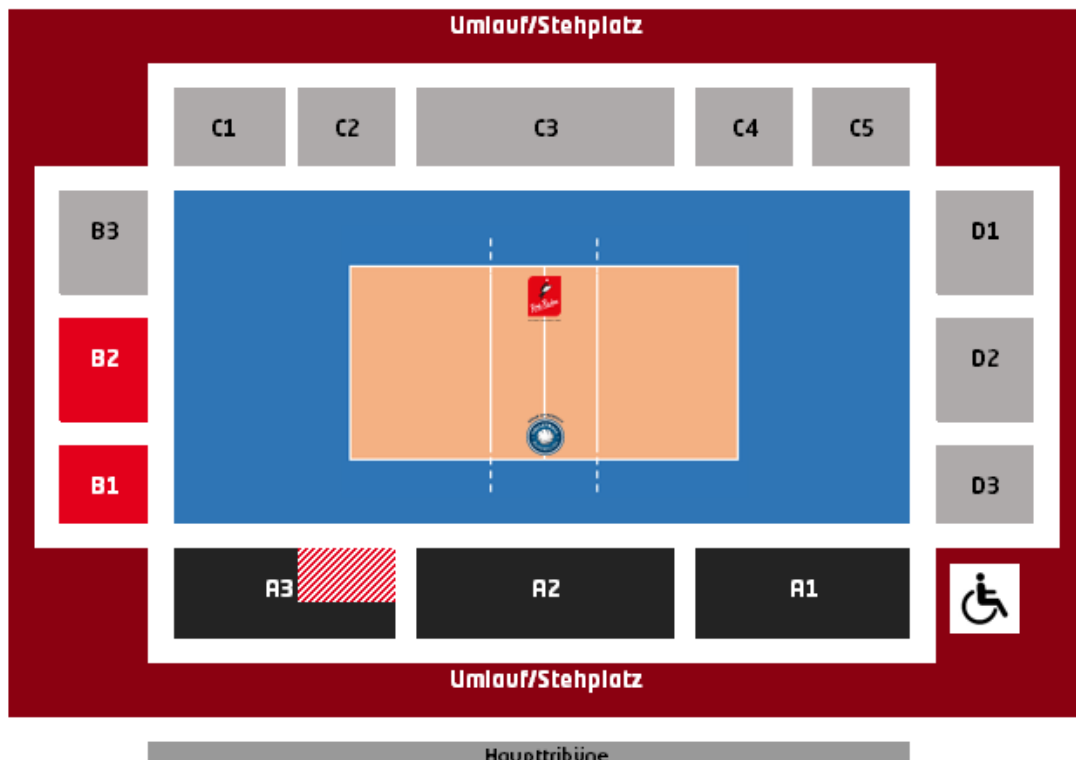 Umlauf/Stehplatz
C1 C2 C3 C4 C5
B3 D1
B2 D2
B1 D3
A3 A2 A1
Umlauf/Stehplatz
Haupttribüne